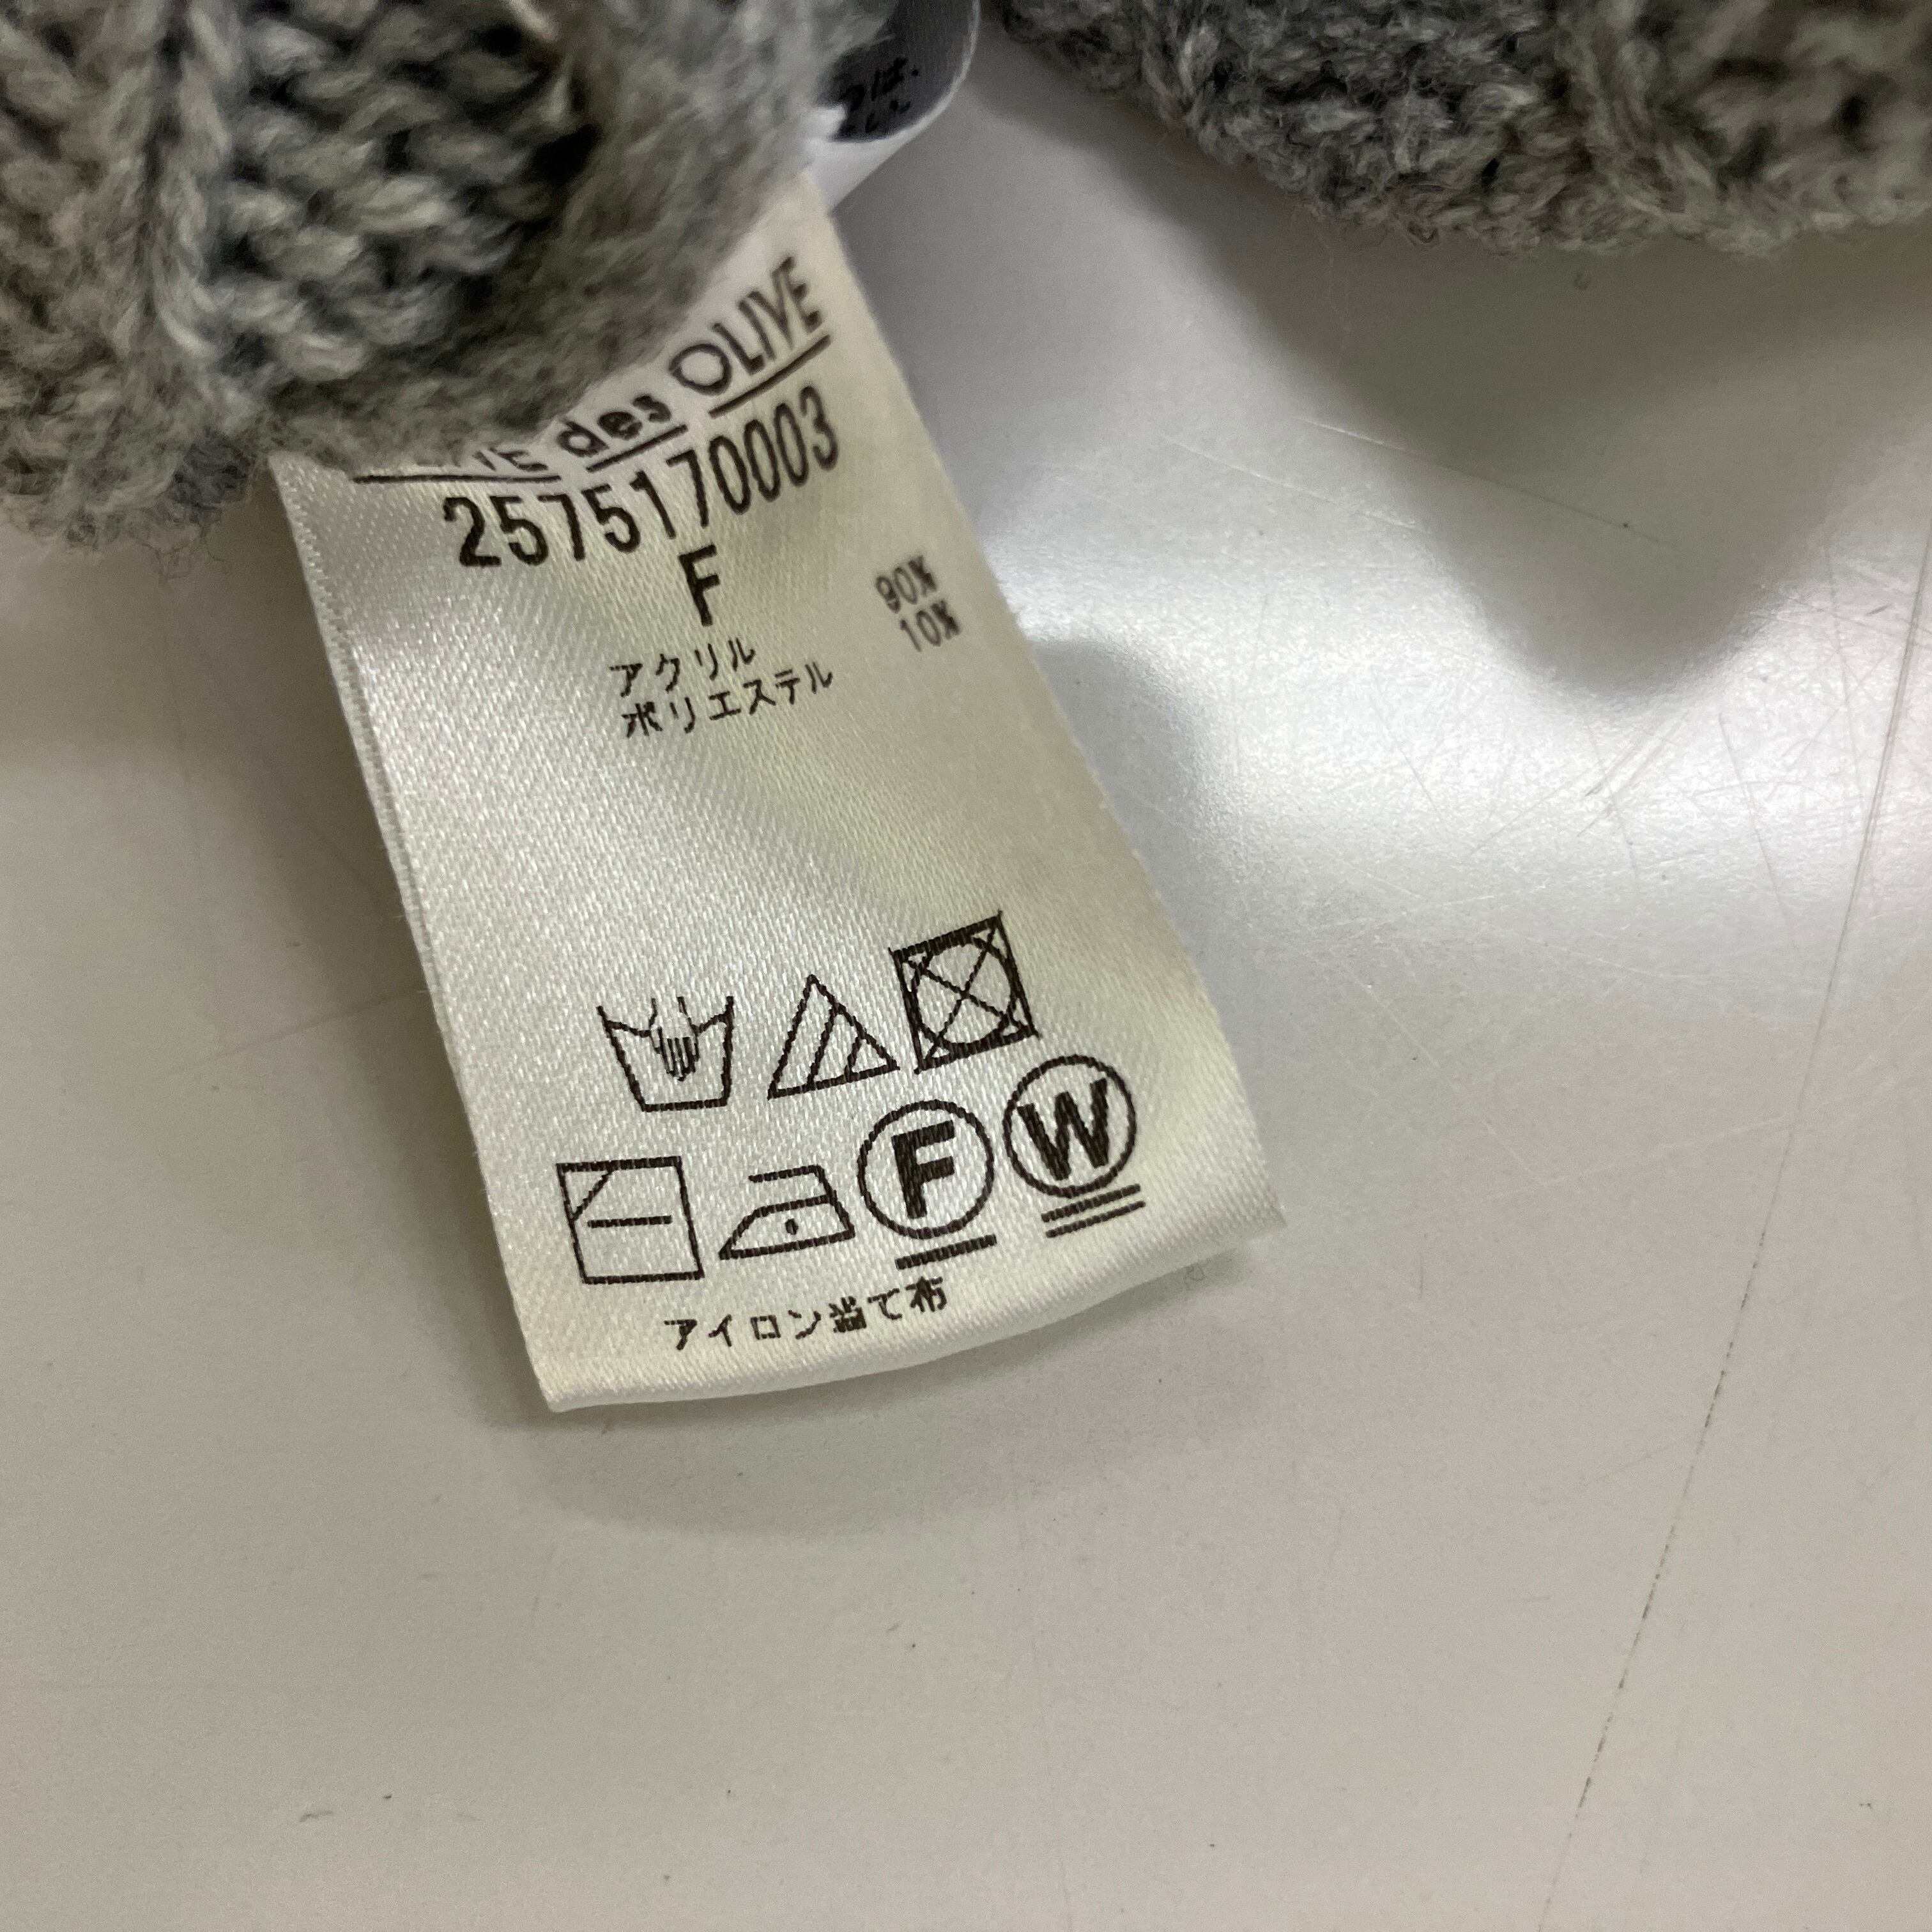 des OLIVE
2575170003
F
アクリル 90%
ポリエステル 10%
F W
アイロン当て布